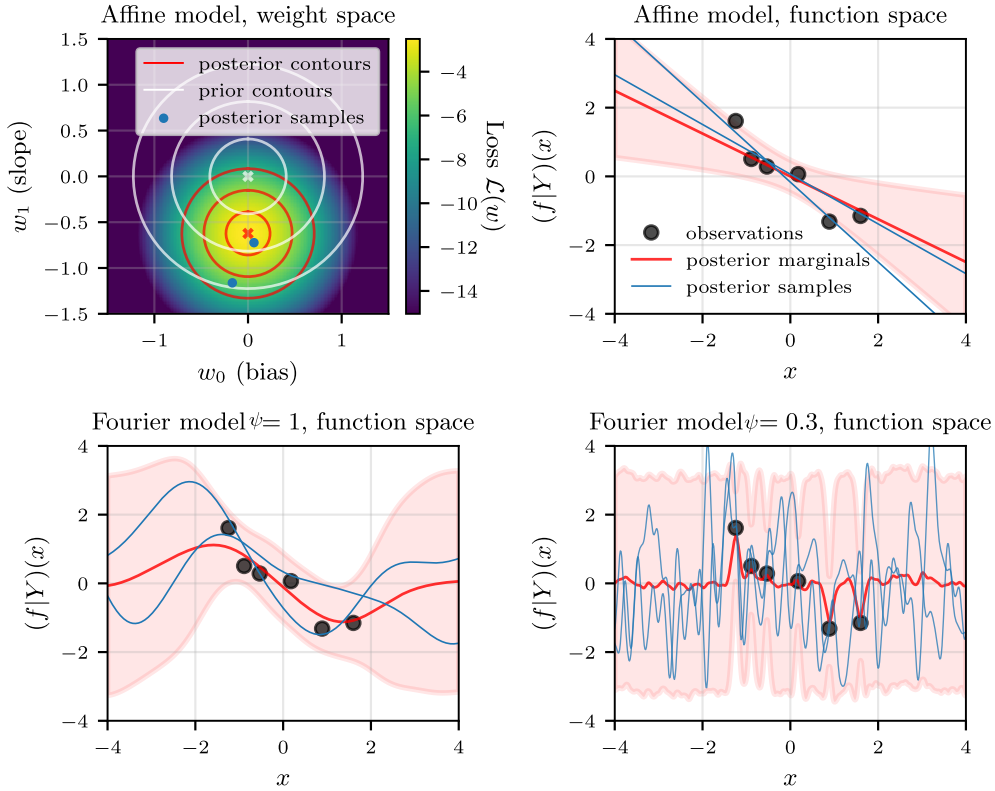 Affine model, weight space
1.5
1.0
0.5
0.0
−0.5
−1.0
−1.5
w₁ (slope)
posterior contours
prior contours
posterior samples
−1
0
1
w₀ (bias)
−4
−6
−8
−10
−12
−14
Loss ℒ(w)
Affine model, function space
4
2
0
−2
−4
(f|Y)(x)
observations
posterior marginals
posterior samples
−4
−2
0
2
4
x
Fourier model ψ= 1, function space
4
2
0
−2
−4
(f|Y)(x)
−4
−2
0
2
4
x
Fourier model ψ= 0.3, function space
4
2
0
−2
−4
(f|Y)(x)
−4
−2
0
2
4
x